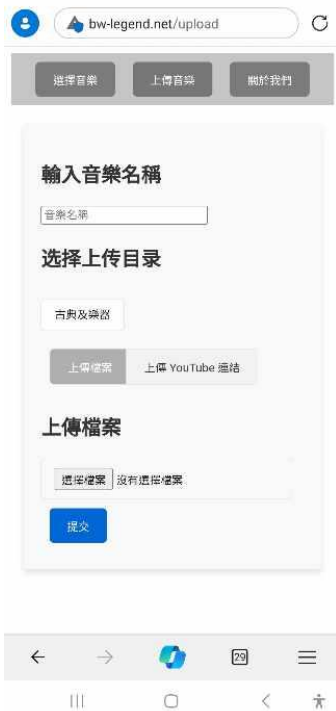 bw-legend.net/upload
選擇音樂 上傳音樂 關於我們
輸入音樂名稱
音樂名稱
选择上传目录
古典及樂器
上傳檔案 上傳 YouTube 連結
上傳檔案
選擇檔案 沒有選擇檔案
提交
29